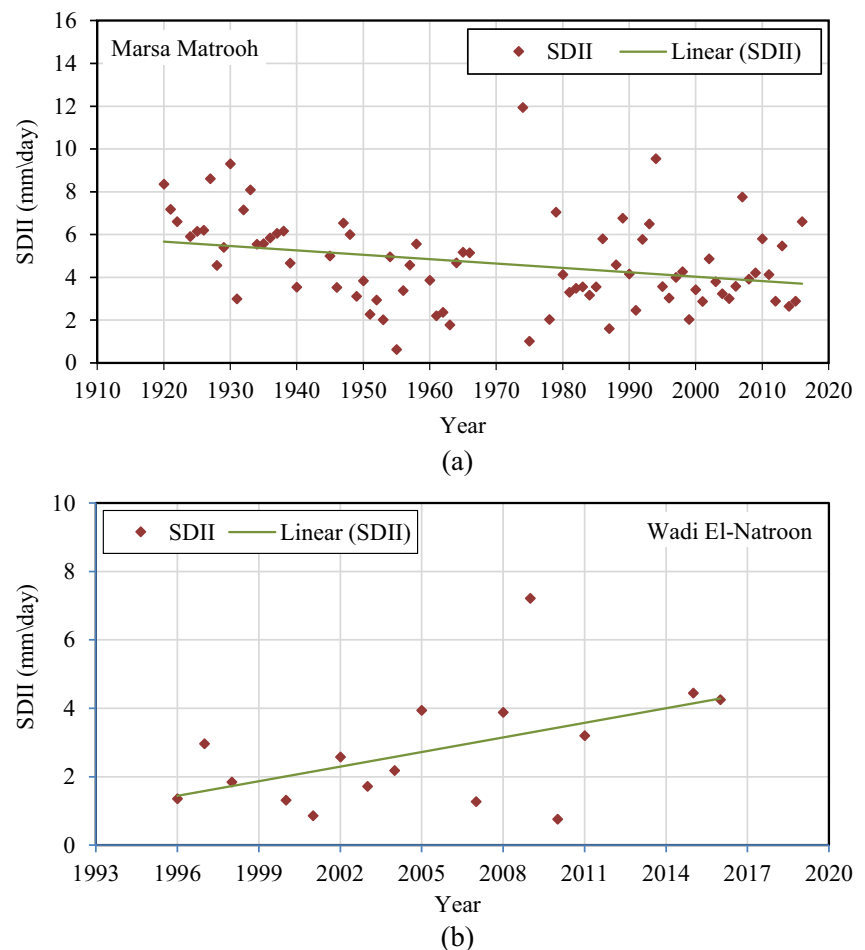 Marsa Matrooh
SDII
Linear (SDII)
16
14
12
10
8
6
4
2
0
SDII (mm\day)
1910 1920 1930 1940 1950 1960 1970 1980 1990 2000 2010 2020
Year
(a)
SDII
Linear (SDII)
Wadi El-Natroon
10
8
6
4
2
0
SDII (mm\day)
1993 1996 1999 2002 2005 2008 2011 2014 2017 2020
Year
(b)